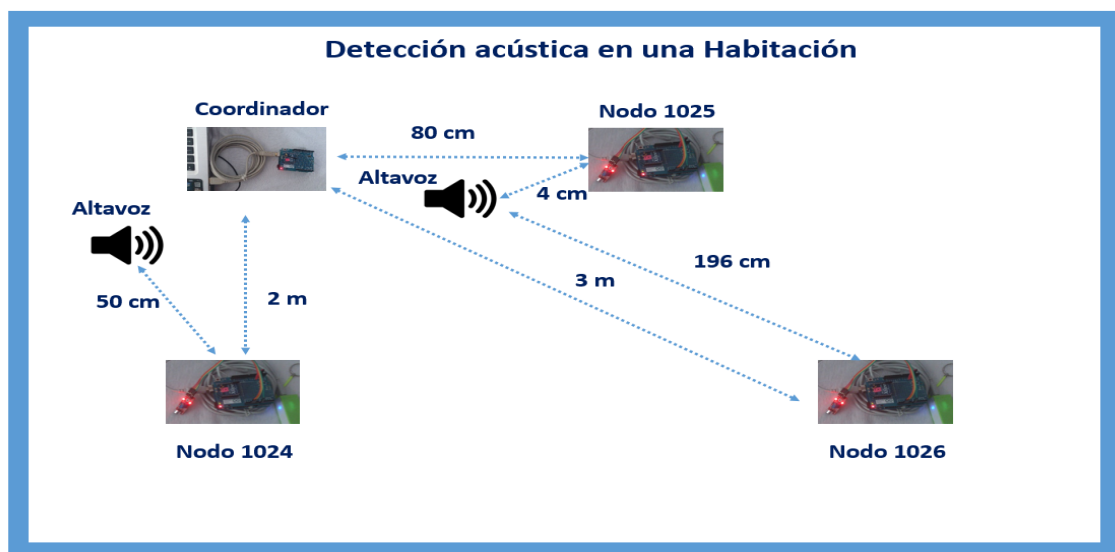 Detección acústica en una Habitación
Coordinador
Nodo 1025
80 cm
Altavoz
4 cm
Altavoz
196 cm
3 m
50 cm
2 m
Nodo 1024
Nodo 1026